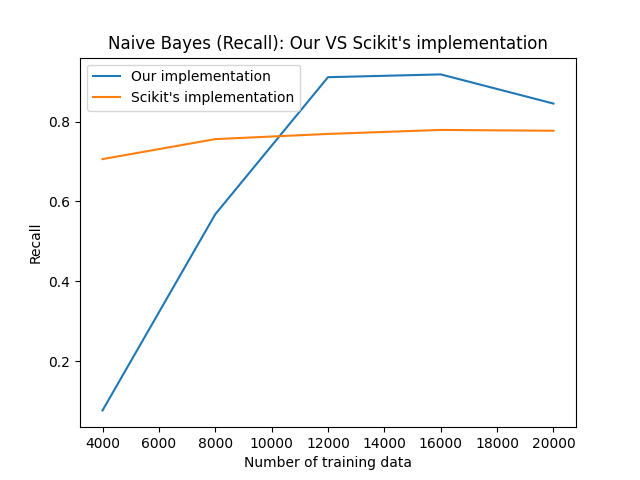 Naive Bayes (Recall): Our VS Scikit's implementation
Our implementation
Scikit's implementation
0.8
0.6
0.4
0.2
Recall
4000 6000 8000 10000 12000 14000 16000 18000 20000
Number of training data